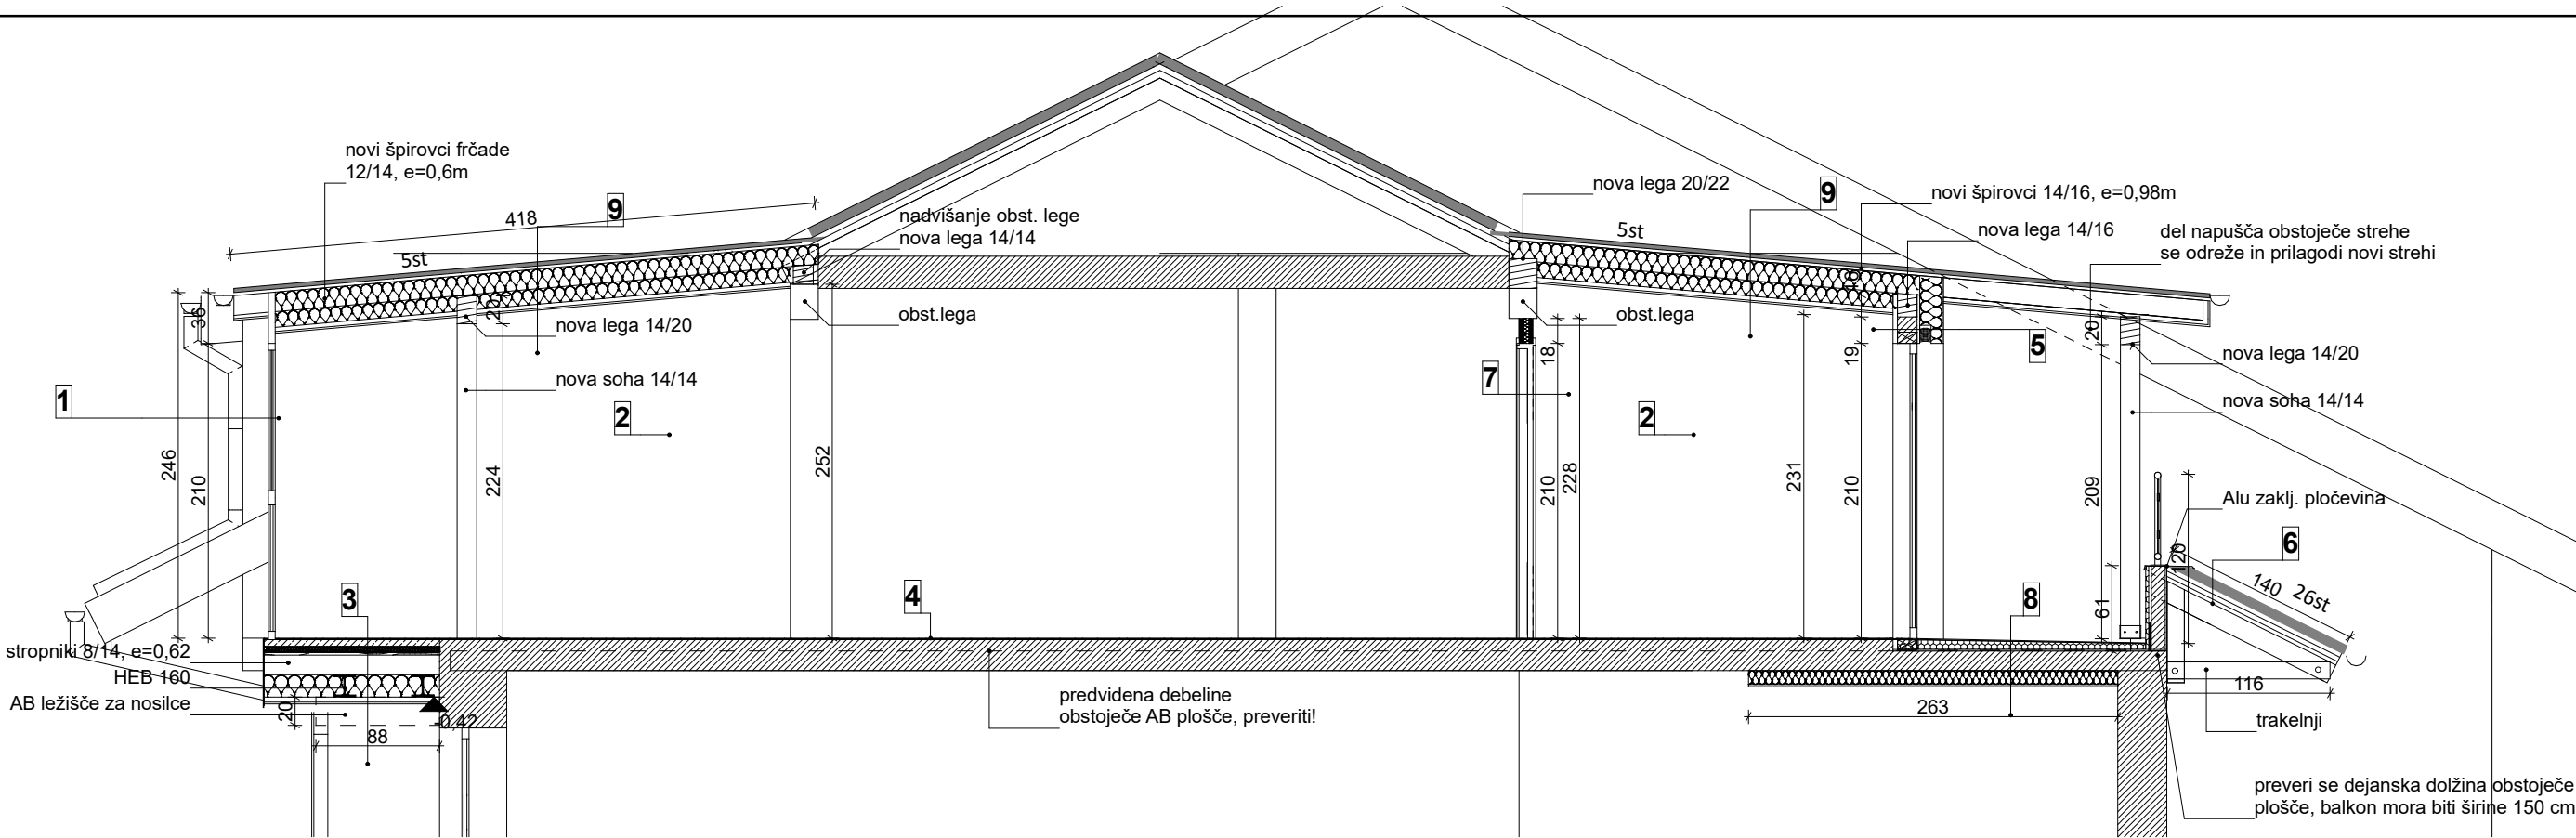 novi špirovci frčade
12/14, e=0,6m
418
9
5st
nadvišanje obst. lege
nova lega 14/14
nova lega 20/22
9
novi špirovci 14/16, e=0,98m
5st
nova lega 14/16
del napušča obstoječe strehe
se odreže in prilagodi novi strehi
36
20
nova lega 14/20
obst.lega
obst.lega
16
18
19
5
20
nova lega 14/20
1
nova soha 14/14
2
7
2
nova soha 14/14
246
210
224
252
210
228
231
210
209
Alu zaklj. pločevina
120
6
140
26st
3
4
8
61
stropniki 8/14, e=0,62
HEB 160
AB ležišče za nosilce
20
-0,42
88
predvidena debeline
obstoječe AB plošče, preveriti!
263
116
trakelnji
preveri se dejanska dolžina obstoječe
plošče, balkon mora biti širine 150 cm